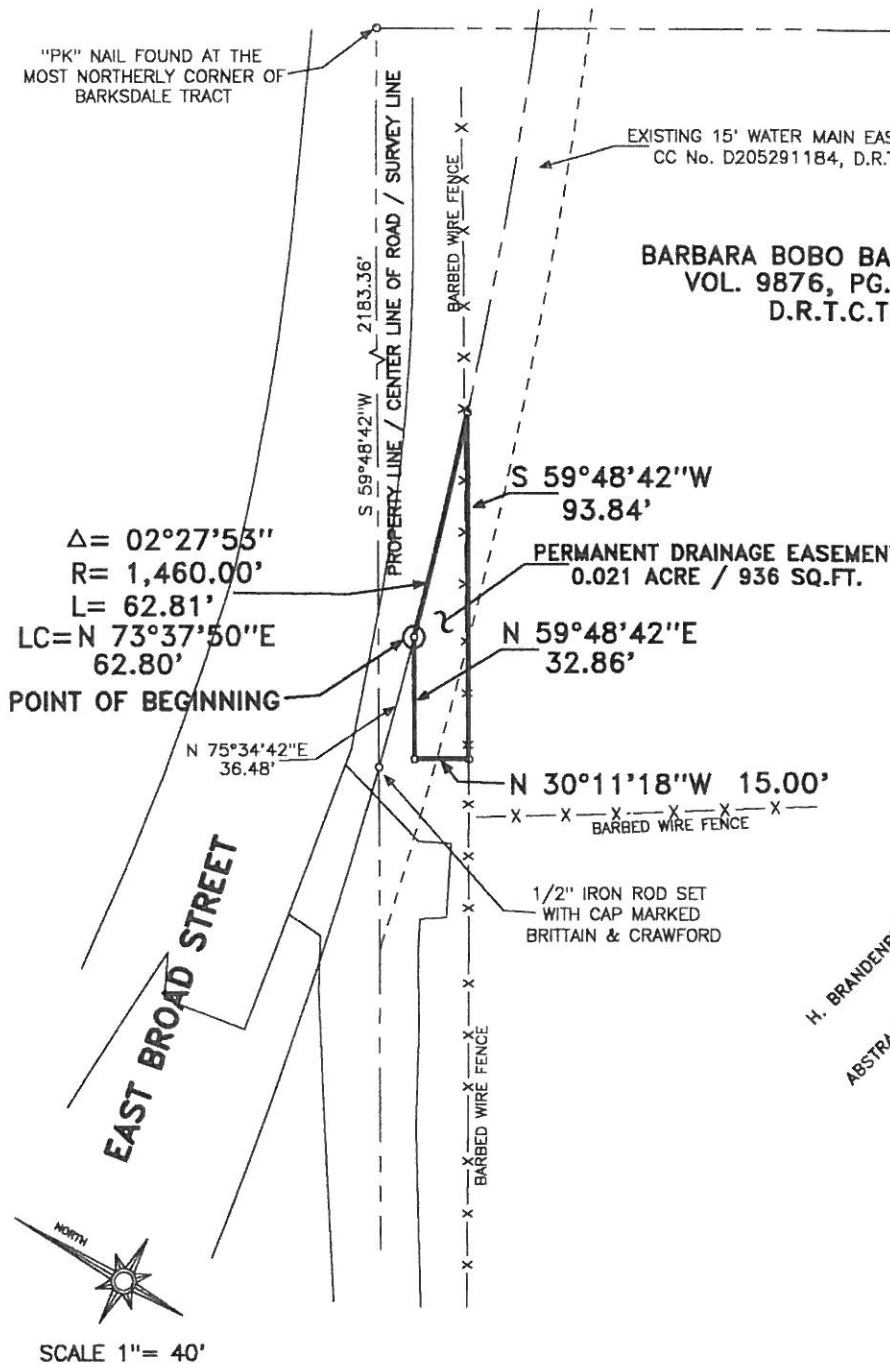 "PK" NAIL FOUND AT THE
MOST NORTHERLY CORNER OF
BARKSDALE TRACT
EXISTING 15' WATER MAIN EAS
CC No. D205291184, D.R.T
BARBARA BOBO BA
VOL. 9876, PG.
D.R.T.C.T
BARBED WIRE FENCE
S 59°48'42"W 2183.36'
PROPERTY LINE / CENTER LINE OF ROAD / SURVEY LINE
S 59°48'42"W
93.84'
Δ= 02°27'53"
R= 1,460.00'
L= 62.81'
LC=N 73°37'50"E
62.80'
PERMANENT DRAINAGE EASEMENT
0.021 ACRE / 936 SQ.FT.
N 59°48'42"E
32.86'
POINT OF BEGINNING
N 75°34'42"E
36.48'
N 30°11'18"W 15.00'
BARBED WIRE FENCE
1/2" IRON ROD SET
WITH CAP MARKED
BRITTAIN & CRAWFORD
EAST BROAD STREET
H. BRANDENB
ABSTRA
BARBED WIRE FENCE
NORTH
SCALE 1"= 40'